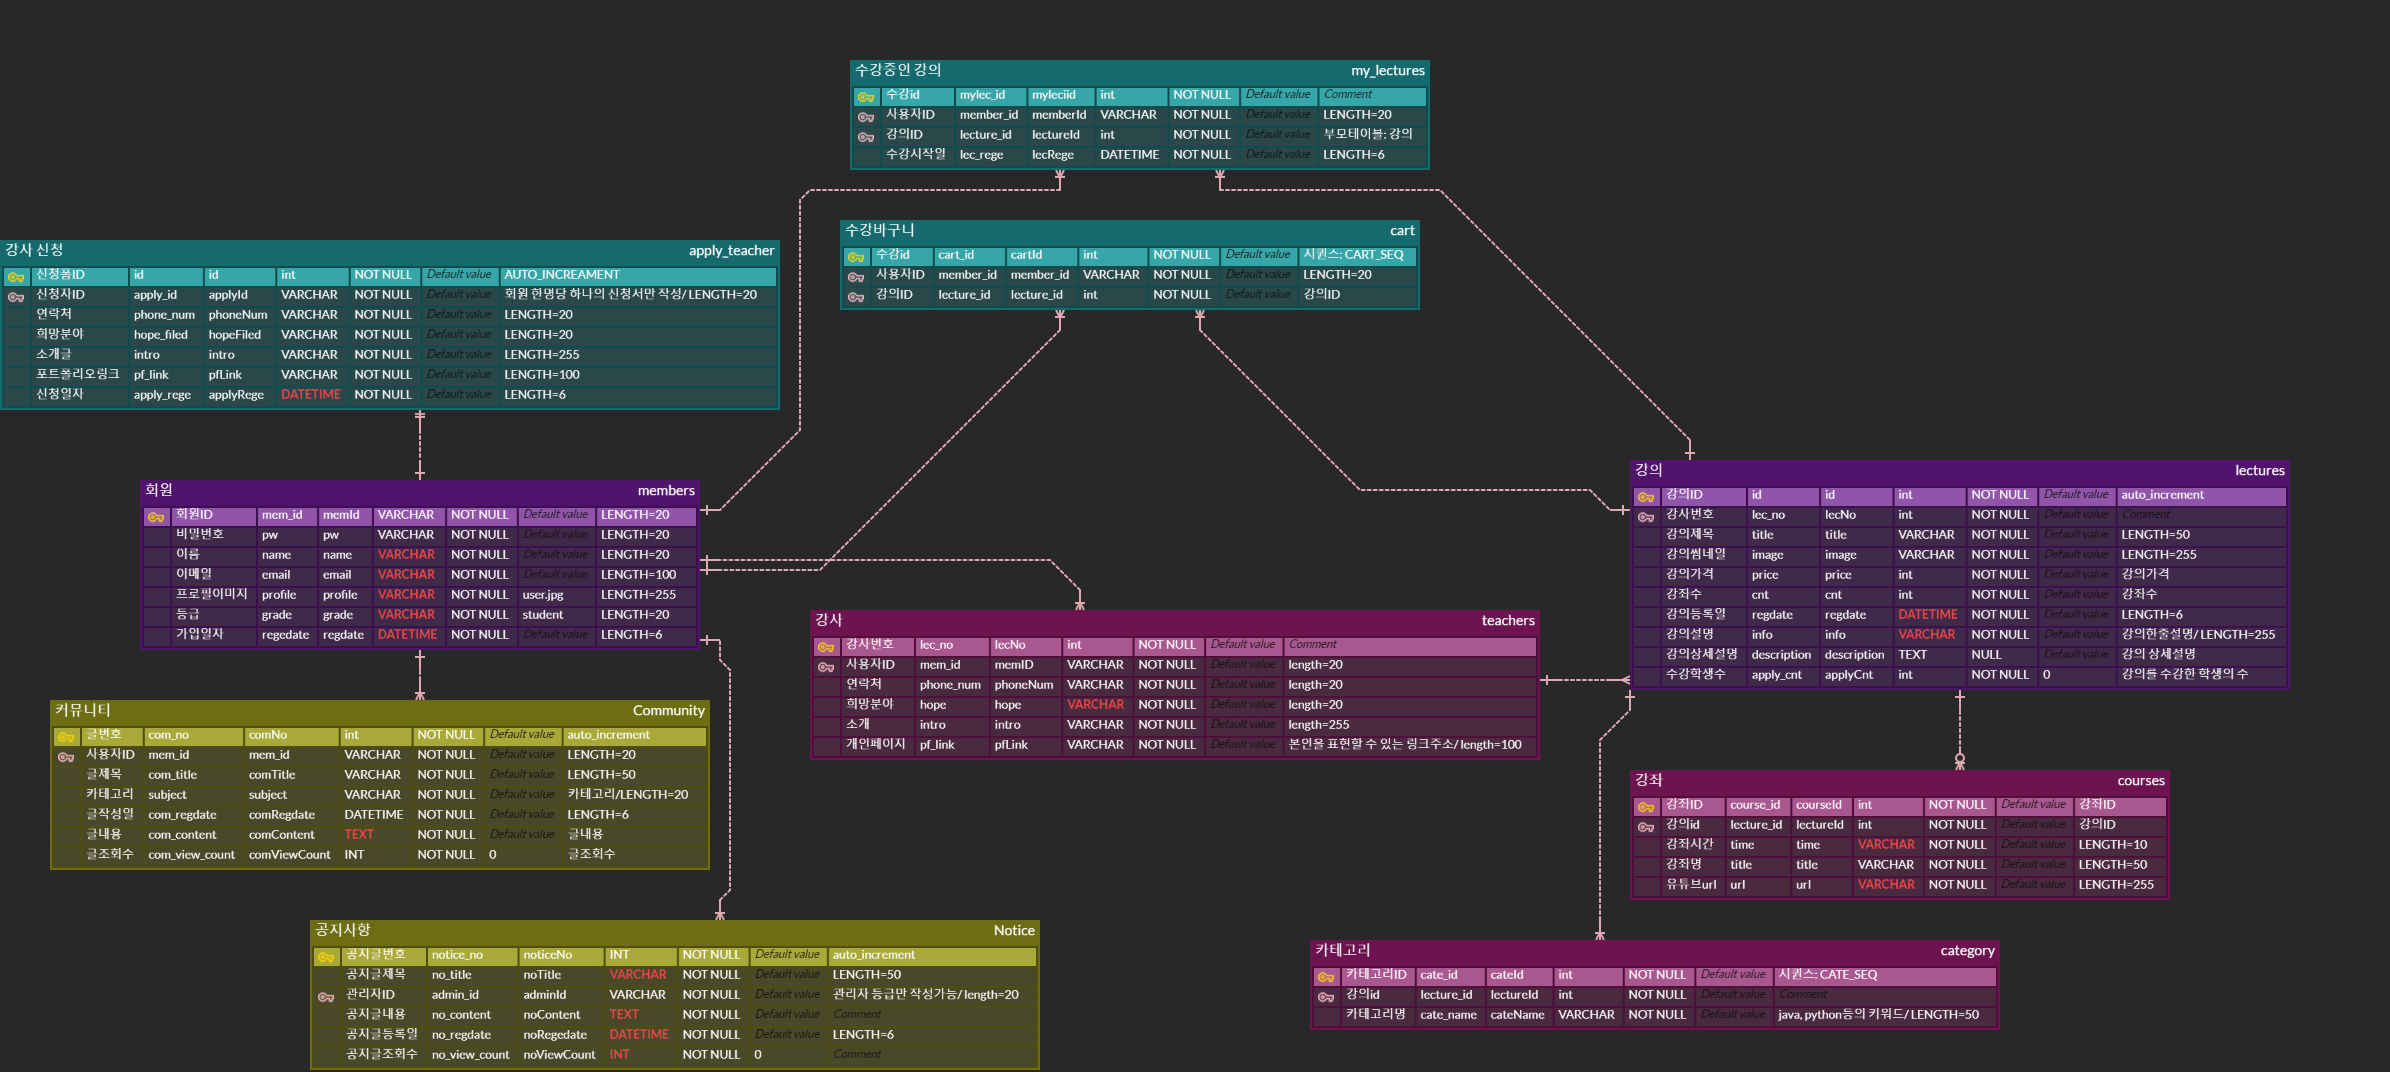 수강중인 강의 my_lectures
수강id mylec_id myleciid int NOT NULL Default value Comment
사용자ID member_id memberId VARCHAR NOT NULL Default value LENGTH=20
강의ID lecture_id lectureId int NOT NULL Default value 부모테이블: 강의
수강시작일 lec_rege lecRege DATETIME NOT NULL Default value LENGTH=6
수강바구니 cart
수강id cart_id cartId int NOT NULL Default value 시퀀스: CART_SEQ
사용자ID member_id member_id VARCHAR NOT NULL Default value LENGTH=20
강의ID lecture_id lecture_id int NOT NULL Default value 강의ID
강사 신청 apply_teacher
신청폼ID id id int NOT NULL Default value AUTO_INCREAMENT
신청자ID apply_id applyId VARCHAR NOT NULL Default value 회원 한명당 하나의 신청서만 작성/ LENGTH=20
연락처 phone_num phoneNum VARCHAR NOT NULL Default value LENGTH=20
희망분야 hope_filed hopeFiled VARCHAR NOT NULL Default value LENGTH=20
소개글 intro intro VARCHAR NOT NULL Default value LENGTH=255
포트폴리오링크 pf_link pfLink VARCHAR NOT NULL Default value LENGTH=100
신청일자 apply_rege applyRege DATETIME NOT NULL Default value LENGTH=6
회원 members
회원ID mem_id memId VARCHAR NOT NULL Default value LENGTH=20
비밀번호 pw pw VARCHAR NOT NULL Default value LENGTH=20
이름 name name VARCHAR NOT NULL Default value LENGTH=20
이메일 email email VARCHAR NOT NULL Default value LENGTH=100
프로필이미지 profile profile VARCHAR NOT NULL user.jpg LENGTH=255
등급 grade grade VARCHAR NOT NULL student LENGTH=20
가입일자 regedate regdate DATETIME NOT NULL Default value LENGTH=6
강의 lectures
강의ID id id int NOT NULL Default value auto_increment
강사번호 lec_no lecNo int NOT NULL Default value Comment
강의제목 title title VARCHAR NOT NULL Default value LENGTH=50
강의썸네일 image image VARCHAR NOT NULL Default value LENGTH=255
강의가격 price price int NOT NULL Default value 강의가격
강좌수 cnt cnt int NOT NULL Default value 강좌수
강의등록일 regdate regdate DATETIME NOT NULL Default value LENGTH=6
강의설명 info info VARCHAR NOT NULL Default value 강의한줄설명/ LENGTH=255
강의상세설명 description description TEXT NULL Default value 강의 상세설명
수강학생수 apply_cnt applyCnt int NOT NULL 0 강의를 수강한 학생의 수
강사 teachers
강사번호 lec_no lecNo int NOT NULL Default value Comment
사용자ID mem_id memID VARCHAR NOT NULL Default value length=20
연락처 phone_num phoneNum VARCHAR NOT NULL Default value length=20
희망분야 hope hope VARCHAR NOT NULL Default value length=20
소개 intro intro VARCHAR NOT NULL Default value length=255
개인페이지 pf_link pfLink VARCHAR NOT NULL Default value 본인을 표현할 수 있는 링크주소/ length=100
커뮤니티 Community
글번호 com_no comNo int NOT NULL Default value auto_increment
사용자ID mem_id mem_id VARCHAR NOT NULL Default value LENGTH=20
글제목 com_title comTitle VARCHAR NOT NULL Default value LENGTH=50
카테고리 subject subject VARCHAR NOT NULL Default value 카테고리/LENGTH=20
글작성일 com_regdate comRegdate DATETIME NOT NULL Default value LENGTH=6
글내용 com_content comContent TEXT NOT NULL Default value 글내용
글조회수 com_view_count comViewCount INT NOT NULL 0 글조회수
강좌 courses
강좌ID course_id courseId int NOT NULL Default value 강좌ID
강의id lecture_id lectureId int NOT NULL Default value 강의ID
강좌시간 time time VARCHAR NOT NULL Default value LENGTH=10
강좌명 title title VARCHAR NOT NULL Default value LENGTH=50
유튜브url url url VARCHAR NOT NULL Default value LENGTH=255
공지사항 Notice
공지글번호 notice_no noticeNo INT NOT NULL Default value auto_increment
공지글제목 no_title noTitle VARCHAR NOT NULL Default value LENGTH=50
관리자ID admin_id adminId VARCHAR NOT NULL Default value 관리자 등급만 작성가능/ length=20
공지글내용 no_content noContent TEXT NOT NULL Default value Comment
공지글등록일 no_regdate noRegedate DATETIME NOT NULL Default value LENGTH=6
공지글조회수 no_view_count noViewCount INT NOT NULL 0 Comment
카테고리 category
카테고리ID cate_id cateId int NOT NULL Default value 시퀀스: CATE_SEQ
강의id lecture_id lectureId int NOT NULL Default value Comment
카테고리명 cate_name cateName VARCHAR NOT NULL Default value java, python등의 키워드/ LENGTH=50